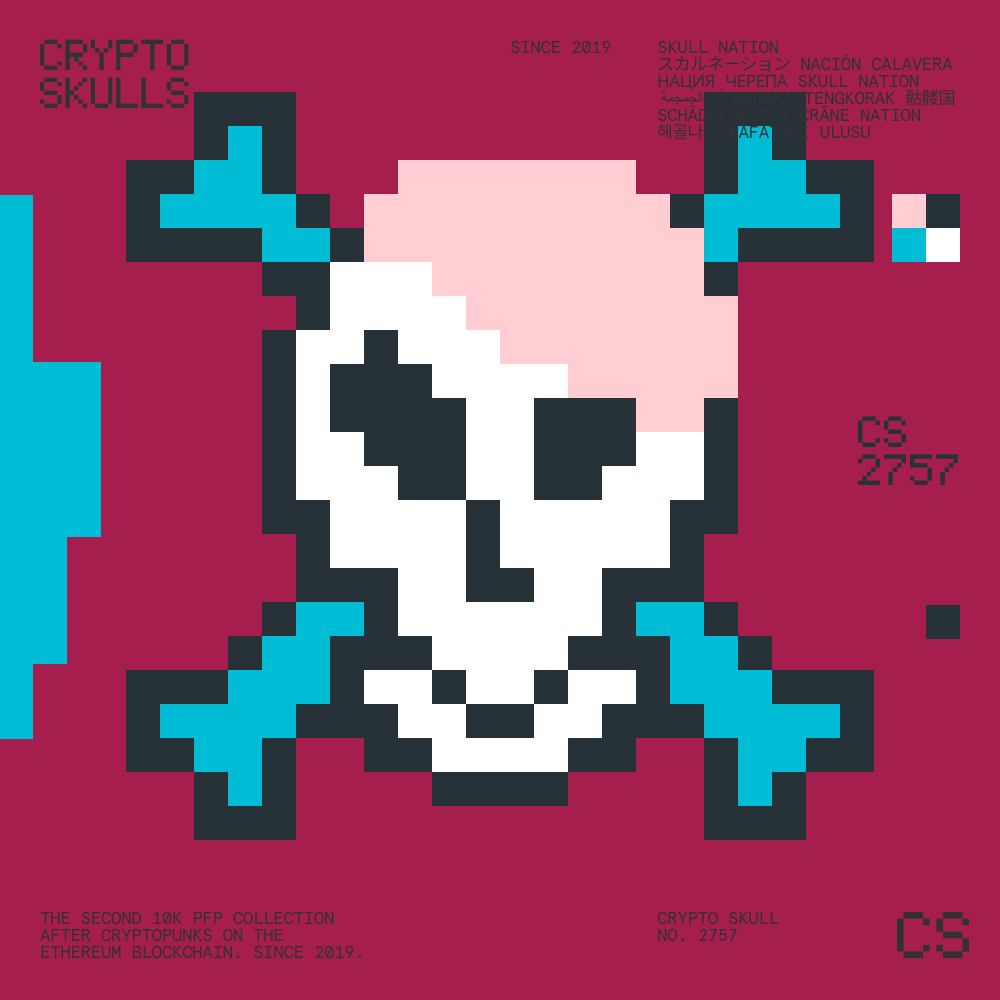 CRYPTO
SKULLS
SINCE 2019
SKULL NATION
スカルネーション NACIÓN CALAVERA
НАЦИЯ ЧЕРЕПА SKULL NATION
TENGKORAK 骷髅国
CRÂNE NATION
해골나 ULUSU
CS
2757
THE SECOND 10K PFP COLLECTION
AFTER CRYPTOPUNKS ON THE
ETHEREUM BLOCKCHAIN. SINCE 2019.
CRYPTO SKULL
NO. 2757
CS